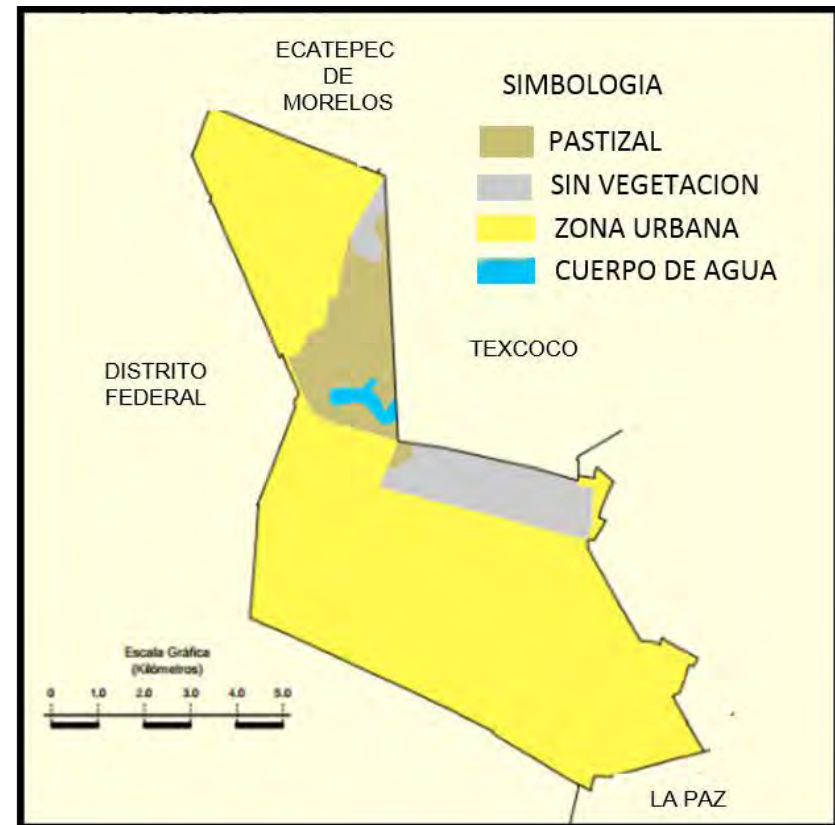 ECATEPEC
DE
MORELOS
SIMBOLOGIA
PASTIZAL
SIN VEGETACION
ZONA URBANA
CUERPO DE AGUA
TEXCOCO
DISTRITO
FEDERAL
Escala Gráfica
(Kilómetros)
0 1.0 2.0 3.0 4.0 5.0
LA PAZ